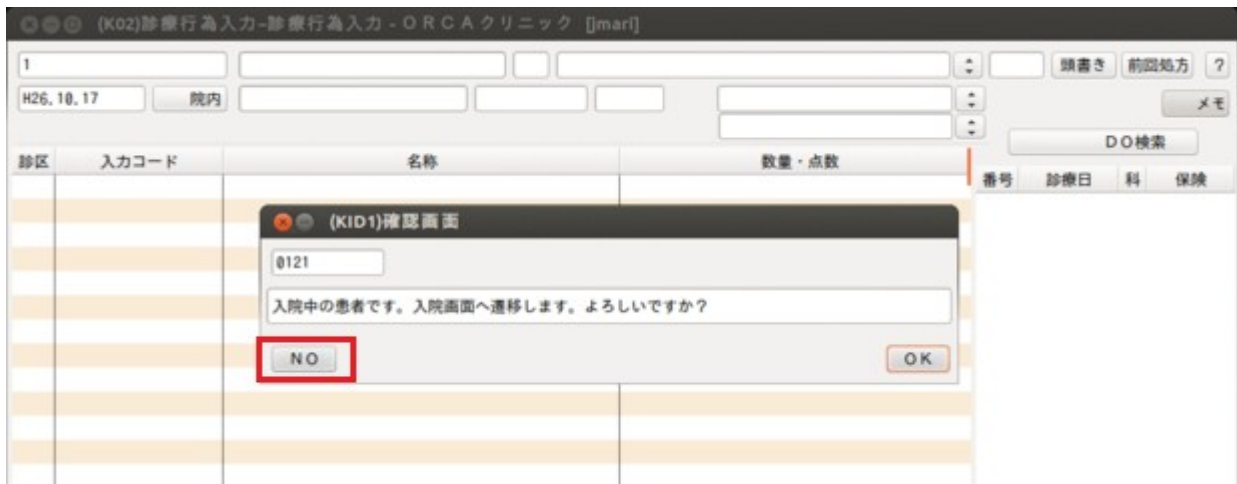 (K02)診療行為入力-診療行為入力 - ORCAクリニック [jmari]
1 頭書き 前回処方 ?
H26.10.17 院内 メモ
DO検索
診区 入力コード 名称 数量・点数
番号 診療日 科 保険
(KID1)確認画面
0121
入院中の患者です。入院画面へ遷移します。よろしいですか?
NO OK